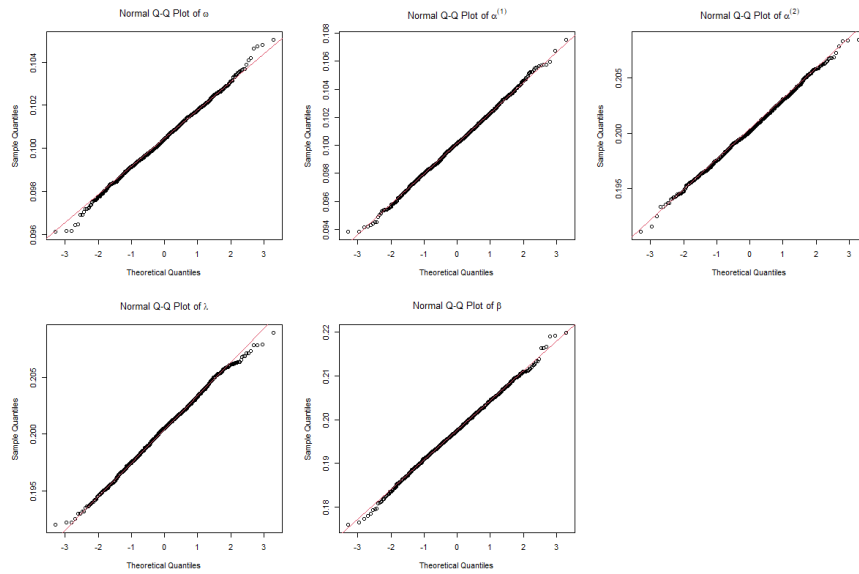 Normal Q-Q Plot of ω
Sample Quantiles
0.096 0.098 0.100 0.102 0.104
-3 -2 -1 0 1 2 3
Theoretical Quantiles
Normal Q-Q Plot of α(1)
Sample Quantiles
0.094 0.096 0.098 0.100 0.102 0.104 0.106 0.108
-3 -2 -1 0 1 2 3
Theoretical Quantiles
Normal Q-Q Plot of α(2)
Sample Quantiles
0.195 0.200 0.205
-3 -2 -1 0 1 2 3
Theoretical Quantiles
Normal Q-Q Plot of λ
Sample Quantiles
0.195 0.200 0.205
-3 -2 -1 0 1 2 3
Theoretical Quantiles
Normal Q-Q Plot of β
Sample Quantiles
0.18 0.19 0.20 0.21 0.22
-3 -2 -1 0 1 2 3
Theoretical Quantiles